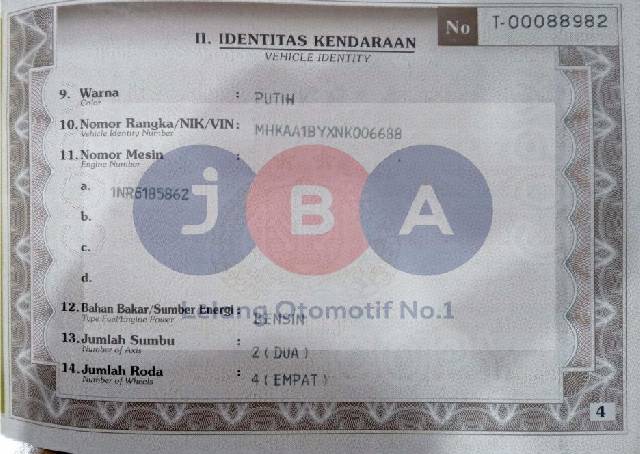 No T-00088982
II. IDENTITAS KENDARAAN
VEHICLE IDENTITY
9. Warna : PUTIH
Color
10. Nomor Rangka/NIK/VIN : MHKAA1BYXNK006688
Vehicle Identity Number
11. Nomor Mesin :
Engine Number
a. 1NRG185862
b.
c.
d.
JBA
Lelang Otomotif No.1
12. Bahan Bakar/Sumber Energi : BENSIN
Type Fuel/Engine Power
13. Jumlah Sumbu : 2 ( DUA )
Number of Axis
14. Jumlah Roda : 4 ( EMPAT )
Number of Wheels
4